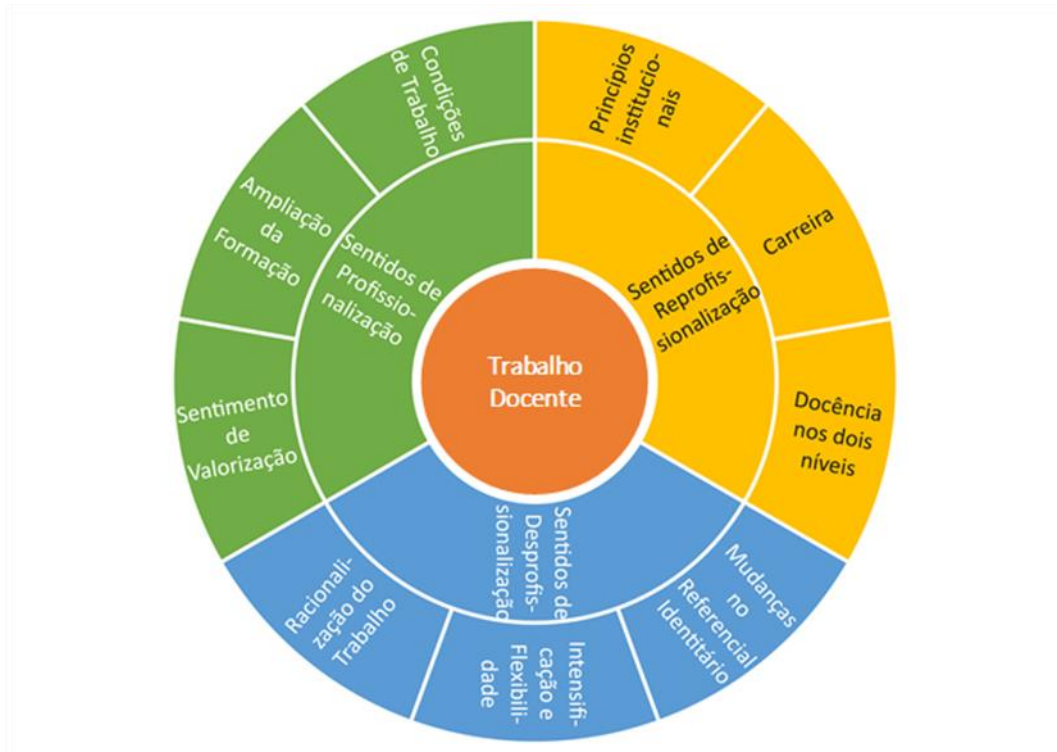 Trabalho
Docente
Sentidos de
Profissio-
nalização
Condições
de Trabalho
Ampliação
da
Formação
Sentimento
de
Valorização
Sentidos de
Reprofis-
sionalização
Princípios
institucio-
nais
Carreira
Docência
nos dois
níveis
Sentidos de
Desprofis-
sionalização
Mudanças
no
Referencial
Identitário
Intensifi-
cação e
Flexibili-
dade
Racionali-
zação do
Trabalho